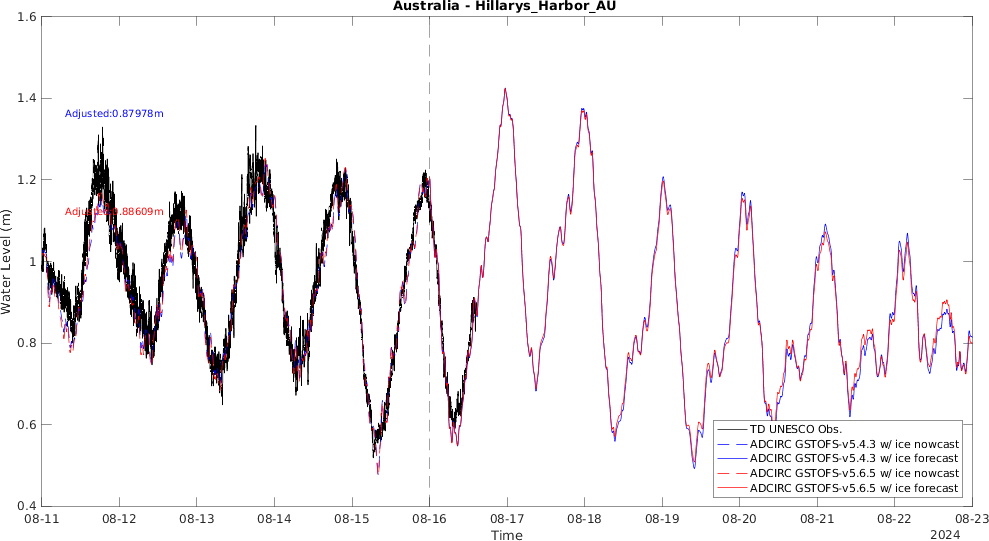 Australia - Hillarys_Harbor_AU
1.6
1.4
1.2
1
0.8
0.6
0.4
Water Level (m)
Adjusted:0.87978m
Adjusted:0.88609m
TD UNESCO Obs.
ADCIRC GSTOFS-v5.4.3 w/ ice nowcast
ADCIRC GSTOFS-v5.4.3 w/ ice forecast
ADCIRC GSTOFS-v5.6.5 w/ ice nowcast
ADCIRC GSTOFS-v5.6.5 w/ ice forecast
08-11 08-12 08-13 08-14 08-15 08-16 08-17 08-18 08-19 08-20 08-21 08-22 08-23
Time
2024